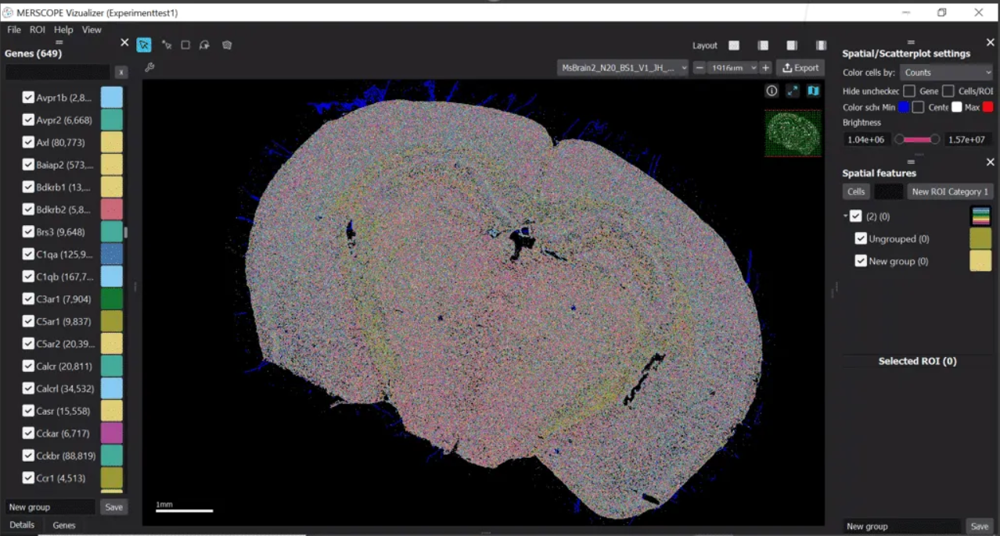 MERSCOPE Vizualizer (Experimenttest1)
File ROI Help View
Genes (649)
x
Avpr1b (2,8...
Avpr2 (6,668)
Axl (80,773)
Baiap2 (573,...
Bdkrb1 (13,...
Bdkrb2 (5,8...
Brs3 (9,648)
C1qa (125,9...
C1qb (167,7...
C3ar1 (7,904)
C5ar1 (9,837)
C5ar2 (20,39...
Calcr (20,811)
Calcrl (34,532)
Casr (15,558)
Cckar (6,717)
Cckbr (88,819)
Ccr1 (4,513)
New group Save
Details Genes
Layout
MsBrain2_N20_BS1_V1_JH_... 1916um Export
1mm
Spatial/Scatterplot settings
Color cells by: Counts
Hide unchecked Gene Cells/ROI
Color sch Min Cente Max
Brightness
1.04e+06 1.57e+07
Spatial features
Cells New ROI Category 1
(2) (0)
Ungrouped (0)
New group (0)
Selected ROI (0)
New group Save